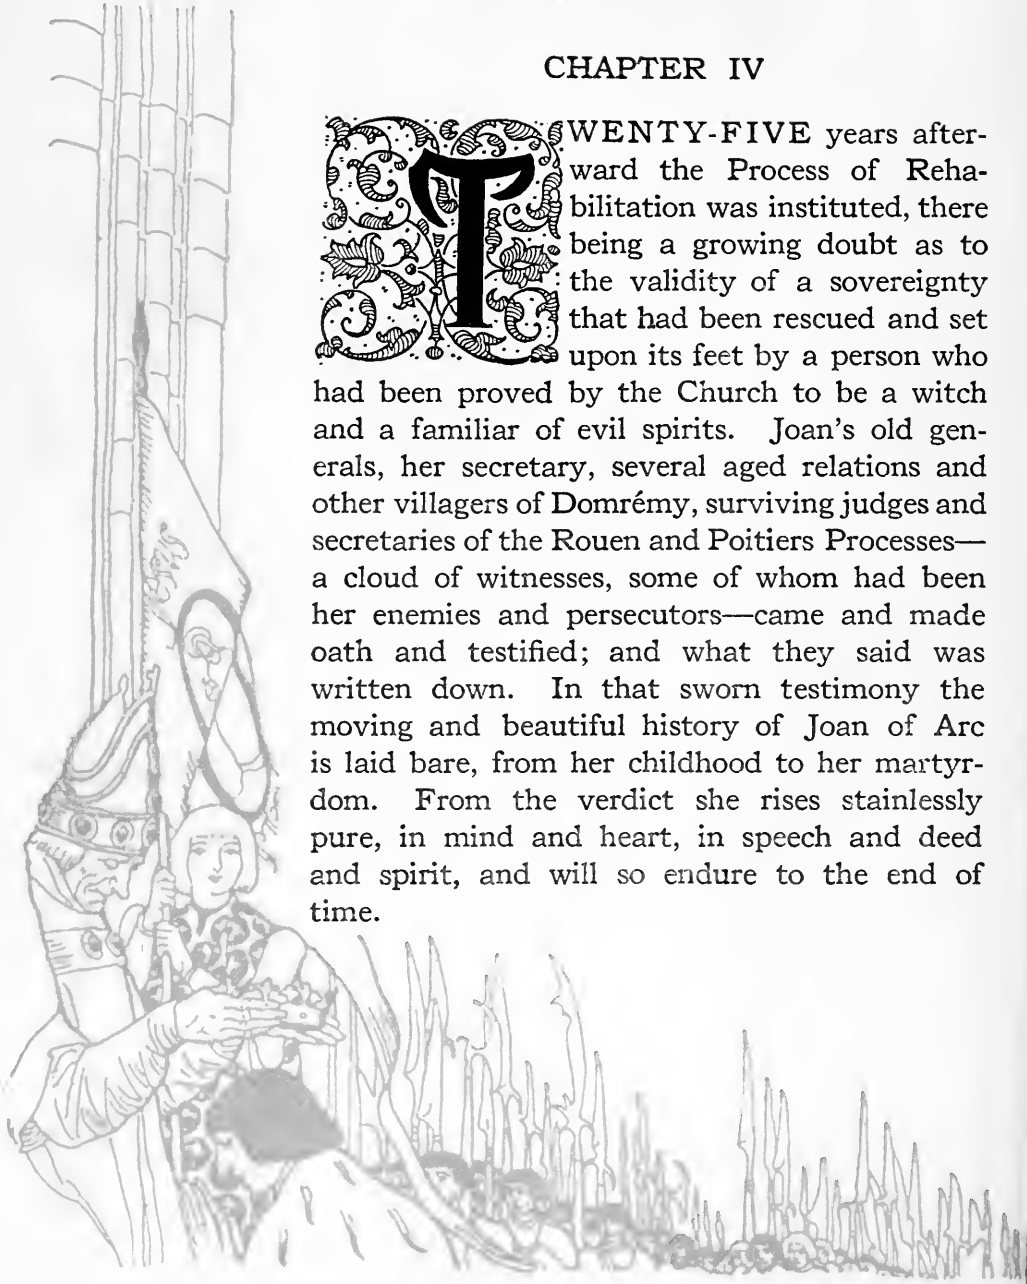 CHAPTER IV
TWENTY-FIVE years after-
ward the Process of Reha-
bilitation was instituted, there
being a growing doubt as to
the validity of a sovereignty
that had been rescued and set
upon its feet by a person who
had been proved by the Church to be a witch
and a familiar of evil spirits. Joan's old gen-
erals, her secretary, several aged relations and
other villagers of Domrémy, surviving judges and
secretaries of the Rouen and Poitiers Processes—
a cloud of witnesses, some of whom had been
her enemies and persecutors—came and made
oath and testified; and what they said was
written down. In that sworn testimony the
moving and beautiful history of Joan of Arc
is laid bare, from her childhood to her martyr-
dom. From the verdict she rises stainlessly
pure, in mind and heart, in speech and deed
and spirit, and will so endure to the end of
time.